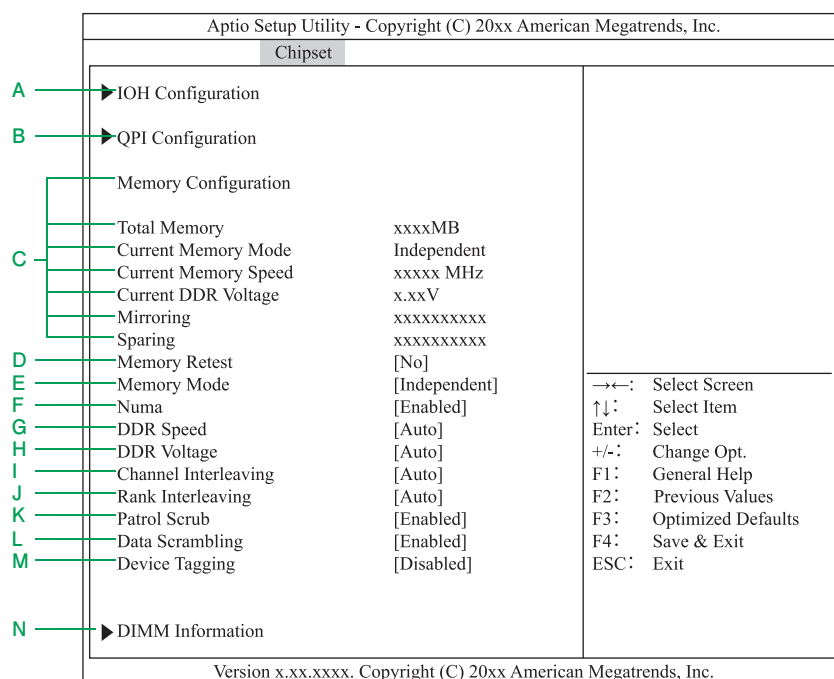 Aptio Setup Utility - Copyright (C) 20xx American Megatrends, Inc.
Chipset
A ▶IOH Configuration
B ▶QPI Configuration
Memory Configuration
Total Memory xxxxMB
C Current Memory Mode Independent
Current Memory Speed xxxxx MHz
Current DDR Voltage x.xxV
Mirroring xxxxxxxxxx
Sparing xxxxxxxxxx
D Memory Retest [No]
E Memory Mode [Independent] →←: Select Screen
F Numa [Enabled] ↑↓: Select Item
G DDR Speed [Auto] Enter: Select
H DDR Voltage [Auto] +/-: Change Opt.
I Channel Interleaving [Auto] F1: General Help
J Rank Interleaving [Auto] F2: Previous Values
K Patrol Scrub [Enabled] F3: Optimized Defaults
L Data Scrambling [Enabled] F4: Save & Exit
M Device Tagging [Disabled] ESC: Exit
N ▶DIMM Information
Version x.xx.xxxx. Copyright (C) 20xx American Megatrends, Inc.